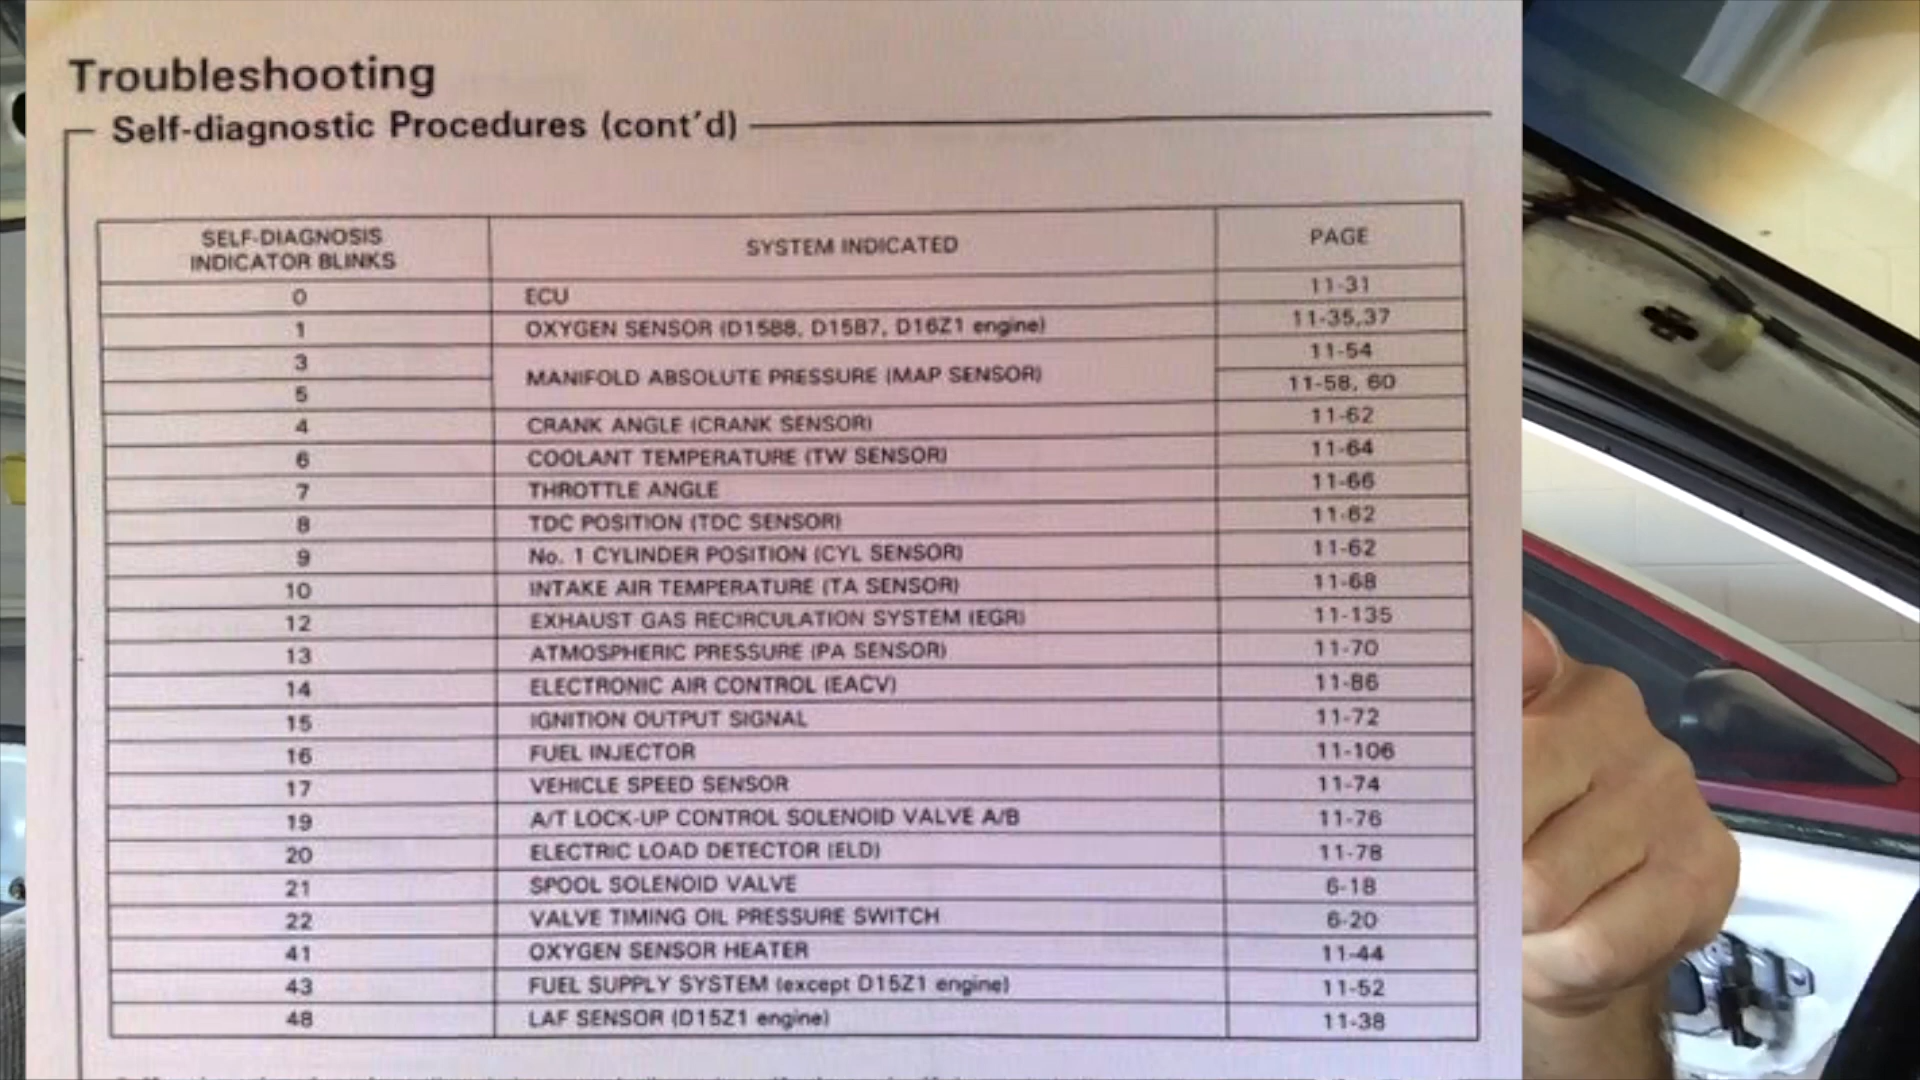 Troubleshooting
Self-diagnostic Procedures (cont'd)
SELF-DIAGNOSIS INDICATOR BLINKS SYSTEM INDICATED PAGE
0 ECU 11-31
1 OXYGEN SENSOR (D15B8, D15B7, D16Z1 engine) 11-35,37
3 MANIFOLD ABSOLUTE PRESSURE (MAP SENSOR) 11-54
5 11-58, 60
4 CRANK ANGLE (CRANK SENSOR) 11-62
6 COOLANT TEMPERATURE (TW SENSOR) 11-64
7 THROTTLE ANGLE 11-66
8 TDC POSITION (TDC SENSOR) 11-62
9 No. 1 CYLINDER POSITION (CYL SENSOR) 11-62
10 INTAKE AIR TEMPERATURE (TA SENSOR) 11-68
12 EXHAUST GAS RECIRCULATION SYSTEM (EGR) 11-135
13 ATMOSPHERIC PRESSURE (PA SENSOR) 11-70
14 ELECTRONIC AIR CONTROL (EACV) 11-86
15 IGNITION OUTPUT SIGNAL 11-72
16 FUEL INJECTOR 11-106
17 VEHICLE SPEED SENSOR 11-74
19 A/T LOCK-UP CONTROL SOLENOID VALVE A/B 11-76
20 ELECTRIC LOAD DETECTOR (ELD) 11-78
21 SPOOL SOLENOID VALVE 6-18
22 VALVE TIMING OIL PRESSURE SWITCH 6-20
41 OXYGEN SENSOR HEATER 11-44
43 FUEL SUPPLY SYSTEM (except D15Z1 engine) 11-52
48 LAF SENSOR (D15Z1 engine) 11-38